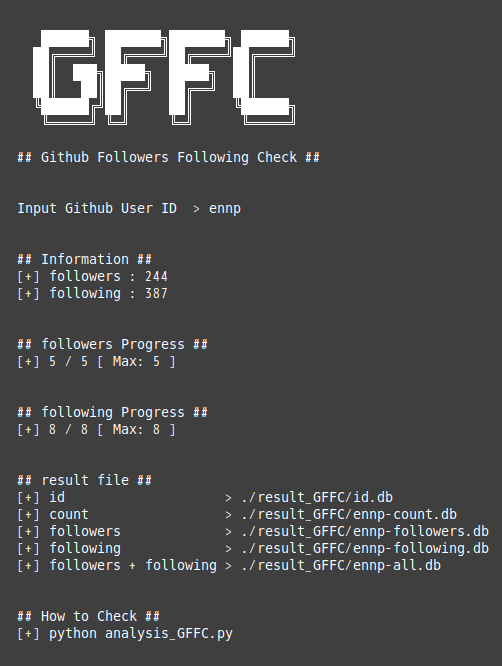 GFFC
## Github Followers Following Check ##
Input Github User ID  > ennp
## Information ##
[+] followers : 244
[+] following : 387
## followers Progress ##
[+] 5 / 5 [ Max: 5 ]
## following Progress ##
[+] 8 / 8 [ Max: 8 ]
## result file ##
[+] id                    > ./result_GFFC/id.db
[+] count                 > ./result_GFFC/ennp-count.db
[+] followers             > ./result_GFFC/ennp-followers.db
[+] following             > ./result_GFFC/ennp-following.db
[+] followers + following > ./result_GFFC/ennp-all.db
## How to Check ##
[+] python analysis_GFFC.py